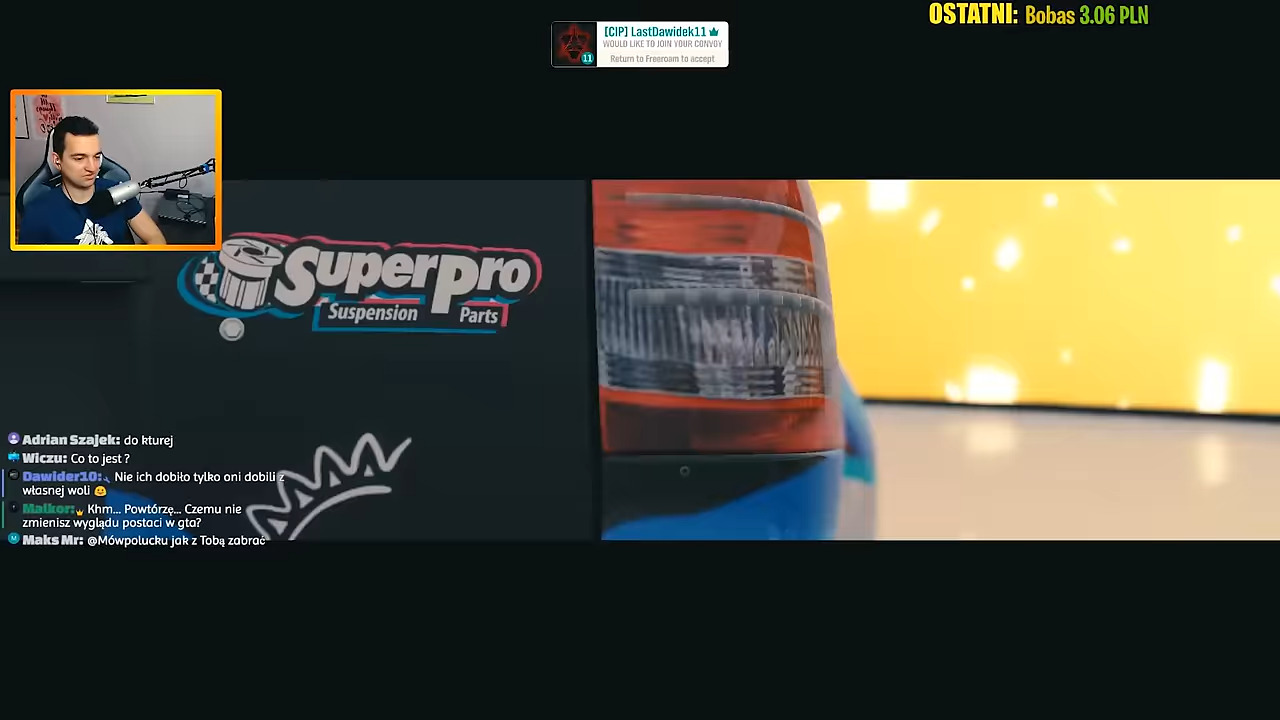 OSTATNI: Bobas 3.06 PLN
[CIP] LastDawidek11
WOULD LIKE TO JOIN YOUR CONVOY
Return to Freeroam to accept
11
SuperPro
Suspension Parts
Adrian Szajek: do kturej
Wiczu: Co to jest ?
Dawider10: Nie ich dobiło tylko oni dobili z
własnej woli
Malkor: Khm... Powtórzę... Czemu nie
zmienisz wyglądu postaci w gta?
Maks Mr: @Mówpolucku jak z Tobą zabrać